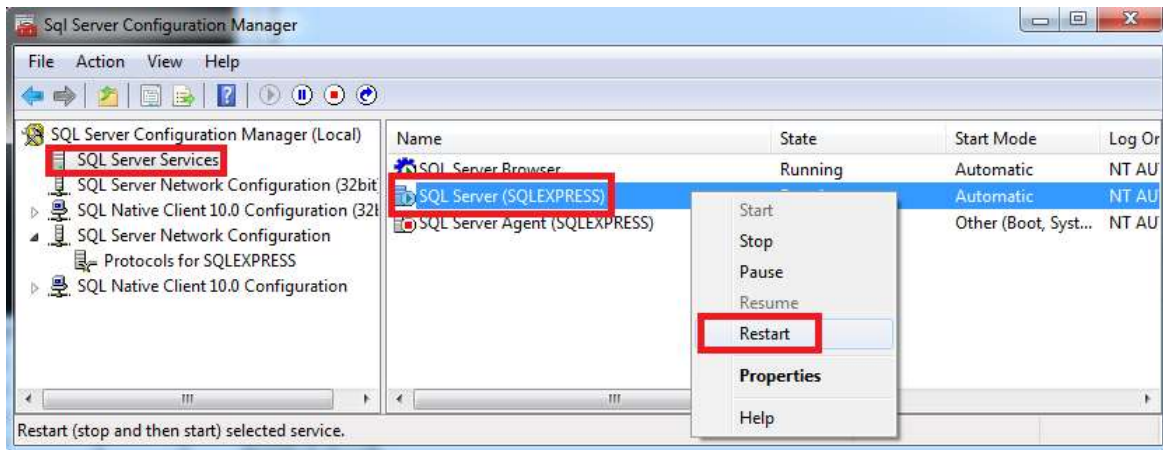 Sql Server Configuration Manager
File Action View Help
SQL Server Configuration Manager (Local)
SQL Server Services
SQL Server Network Configuration (32bit
SQL Native Client 10.0 Configuration (32b
SQL Server Network Configuration
Protocols for SQLEXPRESS
SQL Native Client 10.0 Configuration
Name State Start Mode Log On
SQL Server Browser Running Automatic NT AU
SQL Server (SQLEXPRESS) Automatic NT AU
SQL Server Agent (SQLEXPRESS) Other (Boot, Syst... NT AU
Start
Stop
Pause
Resume
Restart
Properties
Help
Restart (stop and then start) selected service.